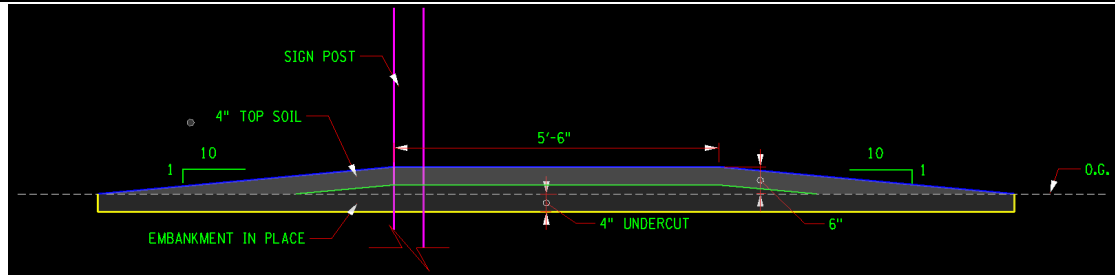 SIGN POST
4" TOP SOIL
5'-6"
10
1
10
1
O.G.
4" UNDERCUT
6"
EMBANKMENT IN PLACE